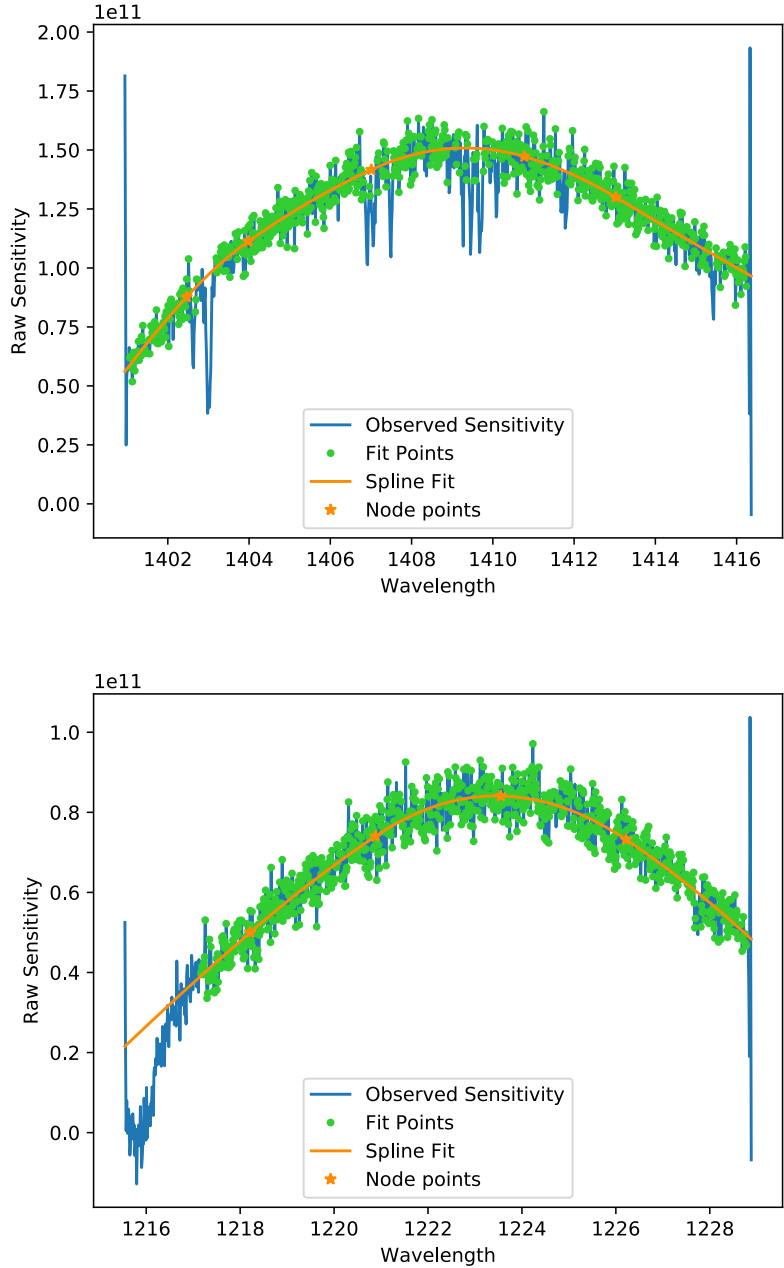 1e11
2.00
1.75
1.50
1.25
1.00
0.75
0.50
0.25
0.00
Raw Sensitivity
Observed Sensitivity
Fit Points
Spline Fit
Node points
1402 1404 1406 1408 1410 1412 1414 1416
Wavelength
1e11
1.0
0.8
0.6
0.4
0.2
0.0
Raw Sensitivity
Observed Sensitivity
Fit Points
Spline Fit
Node points
1216 1218 1220 1222 1224 1226 1228
Wavelength